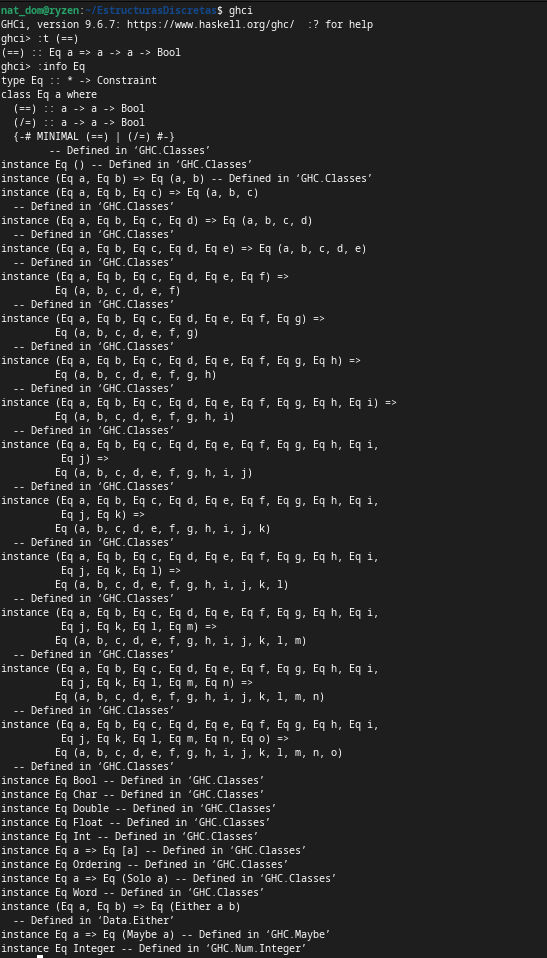 nat_dom@ryzen:~/EstructurasDiscretas$ ghci
GHCi, version 9.6.7: https://www.haskell.org/ghc/  :? for help
ghci> :t (==)
(==) :: Eq a => a -> a -> Bool
ghci> :info Eq
type Eq :: * -> Constraint
class Eq a where
  (==) :: a -> a -> Bool
  (/=) :: a -> a -> Bool
  {-# MINIMAL (==) | (/=) #-}
        -- Defined in ‘GHC.Classes’
instance Eq () -- Defined in ‘GHC.Classes’
instance (Eq a, Eq b) => Eq (a, b) -- Defined in ‘GHC.Classes’
instance (Eq a, Eq b, Eq c) => Eq (a, b, c)
  -- Defined in ‘GHC.Classes’
instance (Eq a, Eq b, Eq c, Eq d) => Eq (a, b, c, d)
  -- Defined in ‘GHC.Classes’
instance (Eq a, Eq b, Eq c, Eq d, Eq e) => Eq (a, b, c, d, e)
  -- Defined in ‘GHC.Classes’
instance (Eq a, Eq b, Eq c, Eq d, Eq e, Eq f) =>
         Eq (a, b, c, d, e, f)
  -- Defined in ‘GHC.Classes’
instance (Eq a, Eq b, Eq c, Eq d, Eq e, Eq f, Eq g) =>
         Eq (a, b, c, d, e, f, g)
  -- Defined in ‘GHC.Classes’
instance (Eq a, Eq b, Eq c, Eq d, Eq e, Eq f, Eq g, Eq h) =>
         Eq (a, b, c, d, e, f, g, h)
  -- Defined in ‘GHC.Classes’
instance (Eq a, Eq b, Eq c, Eq d, Eq e, Eq f, Eq g, Eq h, Eq i) =>
         Eq (a, b, c, d, e, f, g, h, i)
  -- Defined in ‘GHC.Classes’
instance (Eq a, Eq b, Eq c, Eq d, Eq e, Eq f, Eq g, Eq h, Eq i,
          Eq j) =>
         Eq (a, b, c, d, e, f, g, h, i, j)
  -- Defined in ‘GHC.Classes’
instance (Eq a, Eq b, Eq c, Eq d, Eq e, Eq f, Eq g, Eq h, Eq i,
          Eq j, Eq k) =>
         Eq (a, b, c, d, e, f, g, h, i, j, k)
  -- Defined in ‘GHC.Classes’
instance (Eq a, Eq b, Eq c, Eq d, Eq e, Eq f, Eq g, Eq h, Eq i,
          Eq j, Eq k, Eq l) =>
         Eq (a, b, c, d, e, f, g, h, i, j, k, l)
  -- Defined in ‘GHC.Classes’
instance (Eq a, Eq b, Eq c, Eq d, Eq e, Eq f, Eq g, Eq h, Eq i,
          Eq j, Eq k, Eq l, Eq m) =>
         Eq (a, b, c, d, e, f, g, h, i, j, k, l, m)
  -- Defined in ‘GHC.Classes’
instance (Eq a, Eq b, Eq c, Eq d, Eq e, Eq f, Eq g, Eq h, Eq i,
          Eq j, Eq k, Eq l, Eq m, Eq n) =>
         Eq (a, b, c, d, e, f, g, h, i, j, k, l, m, n)
  -- Defined in ‘GHC.Classes’
instance (Eq a, Eq b, Eq c, Eq d, Eq e, Eq f, Eq g, Eq h, Eq i,
          Eq j, Eq k, Eq l, Eq m, Eq n, Eq o) =>
         Eq (a, b, c, d, e, f, g, h, i, j, k, l, m, n, o)
  -- Defined in ‘GHC.Classes’
instance Eq Bool -- Defined in ‘GHC.Classes’
instance Eq Char -- Defined in ‘GHC.Classes’
instance Eq Double -- Defined in ‘GHC.Classes’
instance Eq Float -- Defined in ‘GHC.Classes’
instance Eq Int -- Defined in ‘GHC.Classes’
instance Eq a => Eq [a] -- Defined in ‘GHC.Classes’
instance Eq Ordering -- Defined in ‘GHC.Classes’
instance Eq a => Eq (Solo a) -- Defined in ‘GHC.Classes’
instance Eq Word -- Defined in ‘GHC.Classes’
instance (Eq a, Eq b) => Eq (Either a b)
  -- Defined in ‘Data.Either’
instance Eq a => Eq (Maybe a) -- Defined in ‘GHC.Maybe’
instance Eq Integer -- Defined in ‘GHC.Num.Integer’